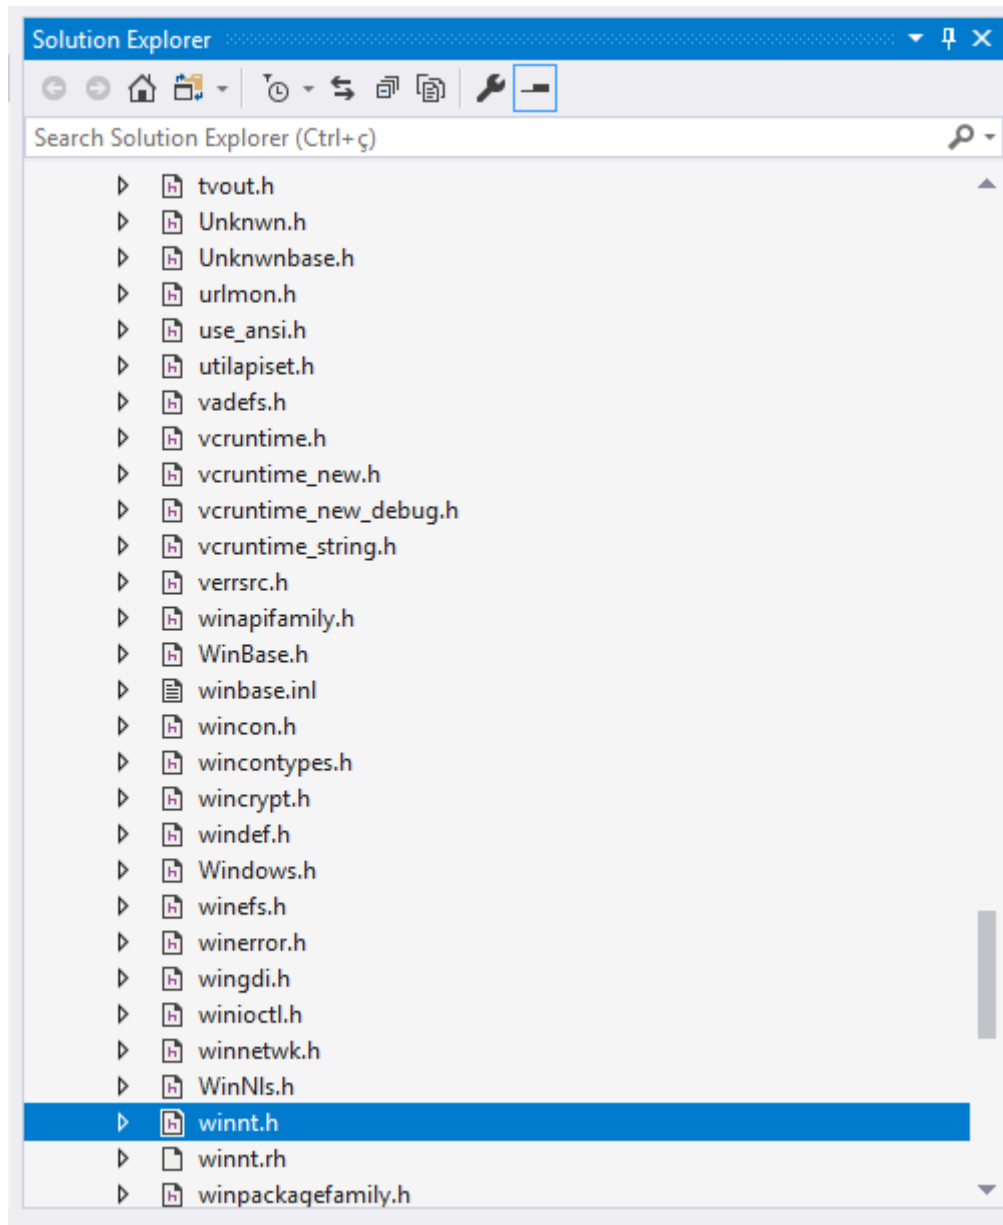 Solution Explorer
Search Solution Explorer (Ctrl+ç)
tvout.h
Unknwn.h
Unknwnbase.h
urlmon.h
use_ansi.h
utilapiset.h
vadefs.h
vcruntime.h
vcruntime_new.h
vcruntime_new_debug.h
vcruntime_string.h
verrsrc.h
winapifamily.h
WinBase.h
winbase.inl
wincon.h
wincontypes.h
wincrypt.h
windef.h
Windows.h
winefs.h
winerror.h
wingdi.h
winioctl.h
winnetwk.h
WinNls.h
winnt.h
winnt.rh
winpackagefamily.h